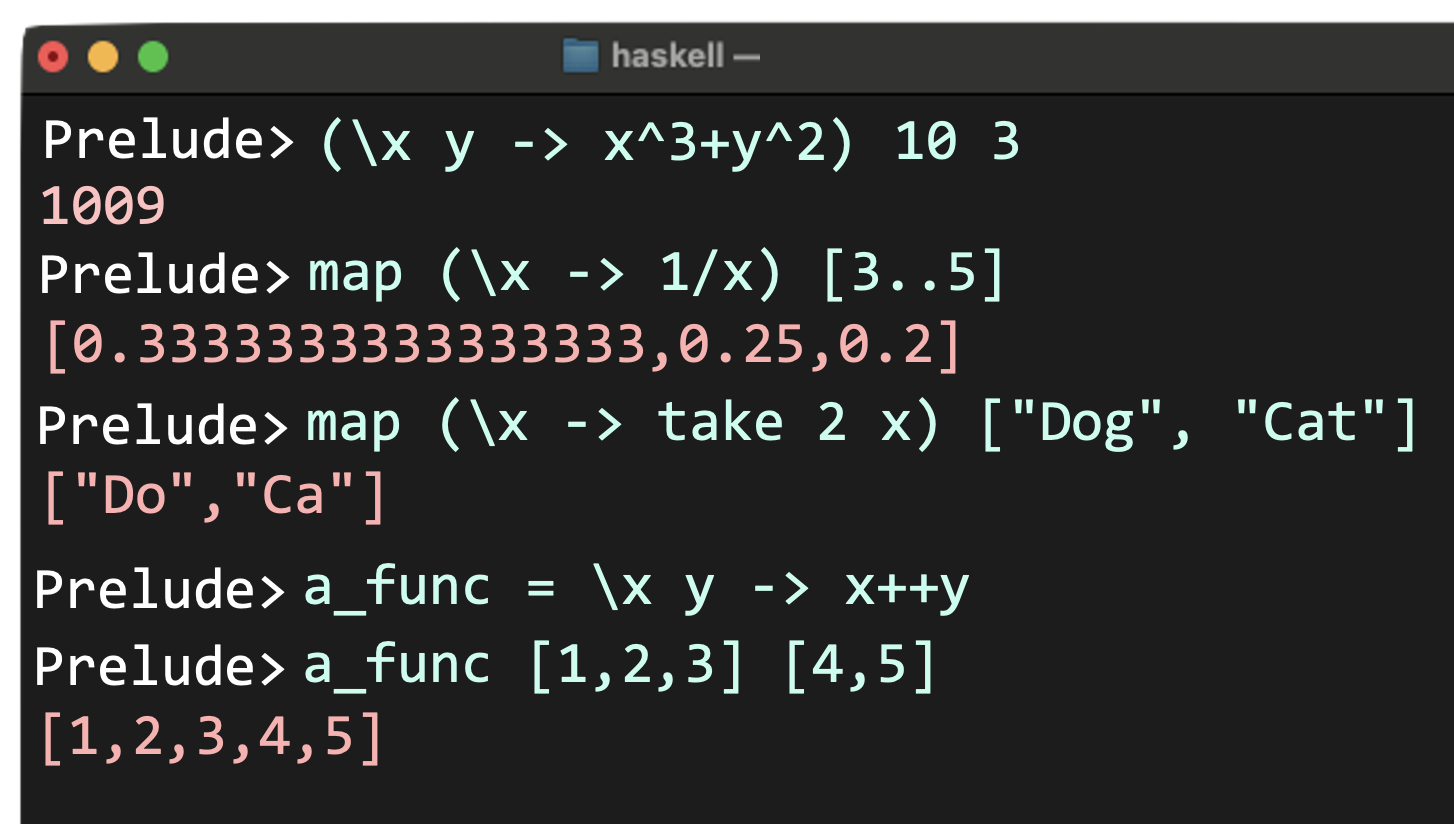 haskell —
Prelude> (\x y -> x^3+y^2) 10 3
1009
Prelude> map (\x -> 1/x) [3..5]
[0.3333333333333333,0.25,0.2]
Prelude> map (\x -> take 2 x) ["Dog", "Cat"]
["Do","Ca"]
Prelude> a_func = \x y -> x++y
Prelude> a_func [1,2,3] [4,5]
[1,2,3,4,5]